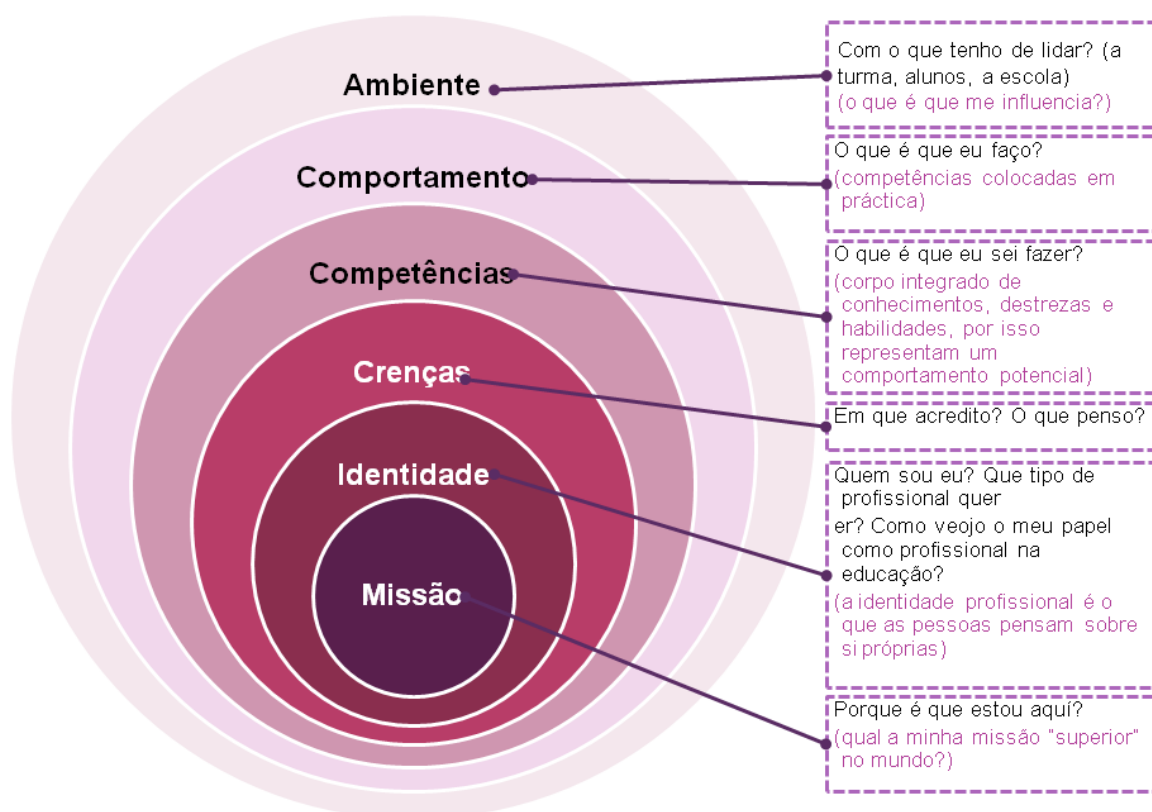 Ambiente
Comportamento
Competências
Crenças
Identidade
Missão
Com o que tenho de lidar? (a
turma, alunos, a escola)
(o que é que me influencia?)
O que é que eu faço?
(competências colocadas em
práctica)
O que é que eu sei fazer?
(corpo integrado de
conhecimentos, destrezas e
habilidades, por isso
representam um
comportamento potencial)
Em que acredito? O que penso?
Quem sou eu? Que tipo de
profissional quer
er? Como veojo o meu papel
como profissional na
educação?
(a identidade profissional é o
que as pessoas pensam sobre
si próprias)
Porque é que estou aquí?
(qual a minha missão "superior"
no mundo?)